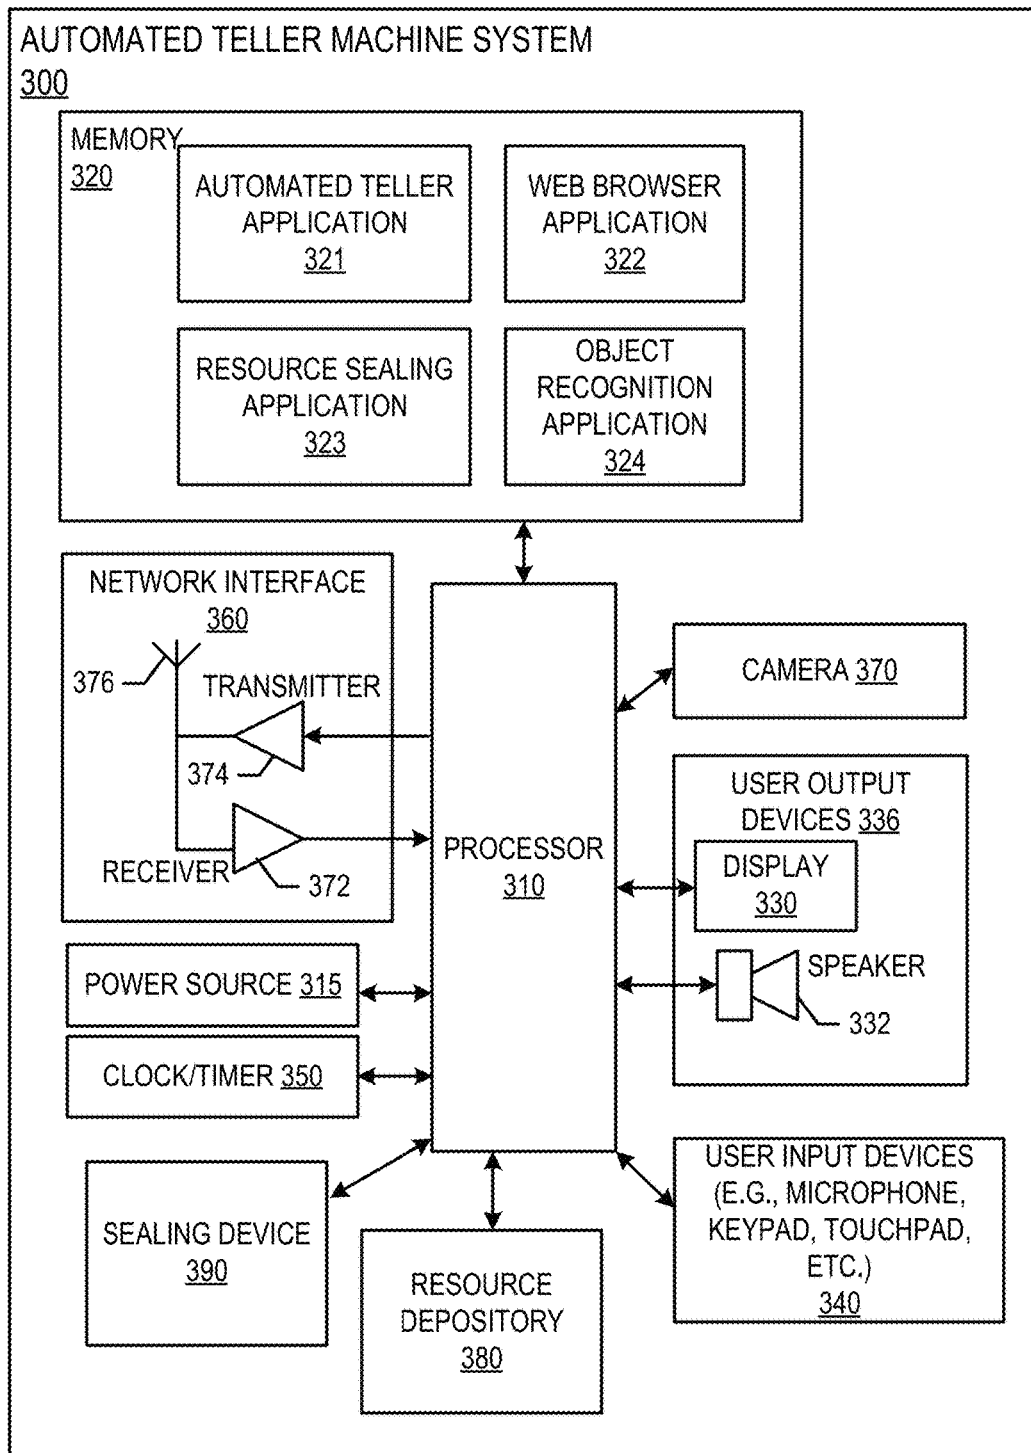 AUTOMATED TELLER MACHINE SYSTEM
300
MEMORY
320
AUTOMATED TELLER
APPLICATION
321
WEB BROWSER
APPLICATION
322
RESOURCE SEALING
APPLICATION
323
OBJECT
RECOGNITION
APPLICATION
324
NETWORK INTERFACE
360
376
TRANSMITTER
374
RECEIVER
372
PROCESSOR
310
CAMERA 370
USER OUTPUT
DEVICES 336
DISPLAY
330
SPEAKER
332
POWER SOURCE 315
CLOCK/TIMER 350
SEALING DEVICE
390
RESOURCE
DEPOSITORY
380
USER INPUT DEVICES
(E.G., MICROPHONE,
KEYPAD, TOUCHPAD,
ETC.)
340